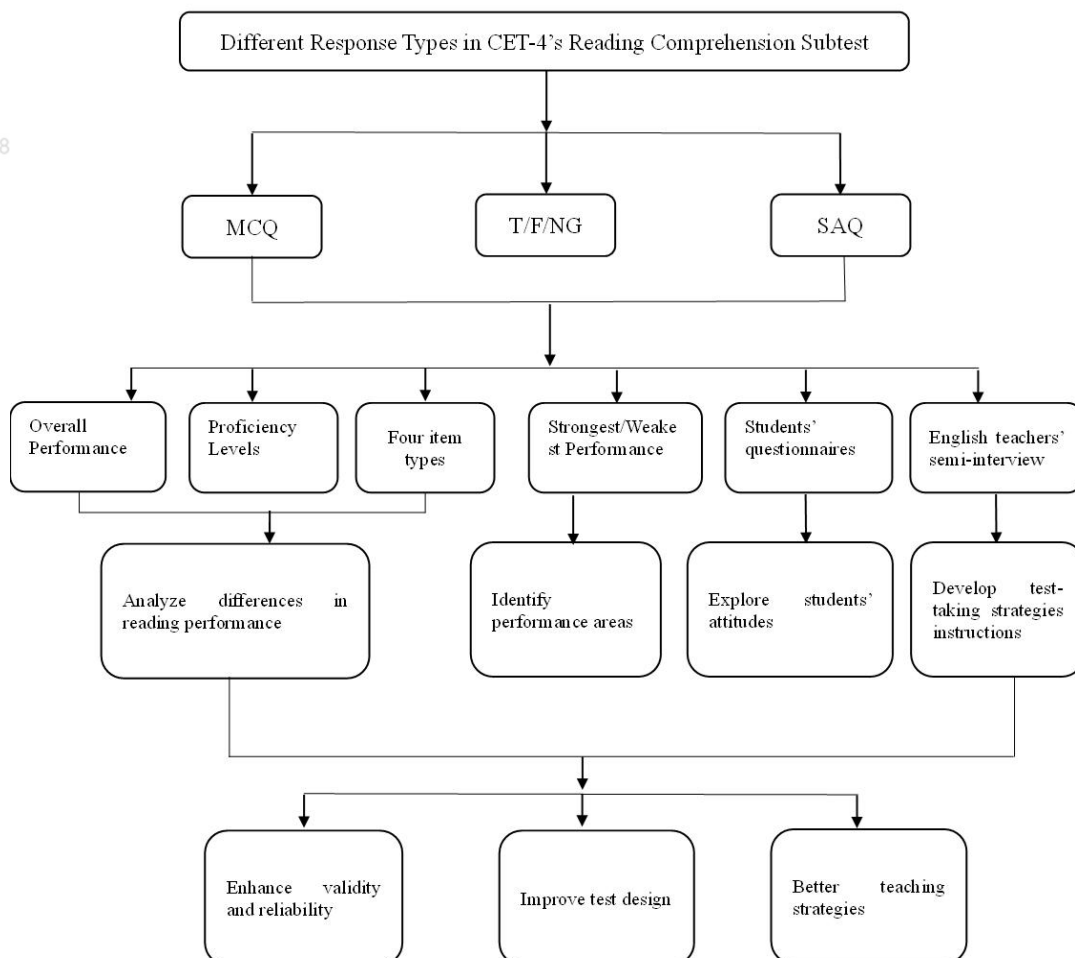 Different Response Types in CET-4's Reading Comprehension Subtest
8
MCQ
T/F/NG
SAQ
Overall
Performance
Proficiency
Levels
Four item
types
Strongest/Weake
st Performance
Students'
questionnaires
English teachers'
semi-interview
Analyze differences in
reading performance
Identify
performance areas
Explore students'
attitudes
Develop test-
taking strategies
instructions
Enhance validity
and reliability
Improve test design
Better teaching
strategies